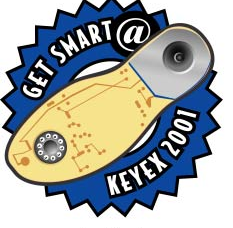 GET SMART @
KEYEX 2001